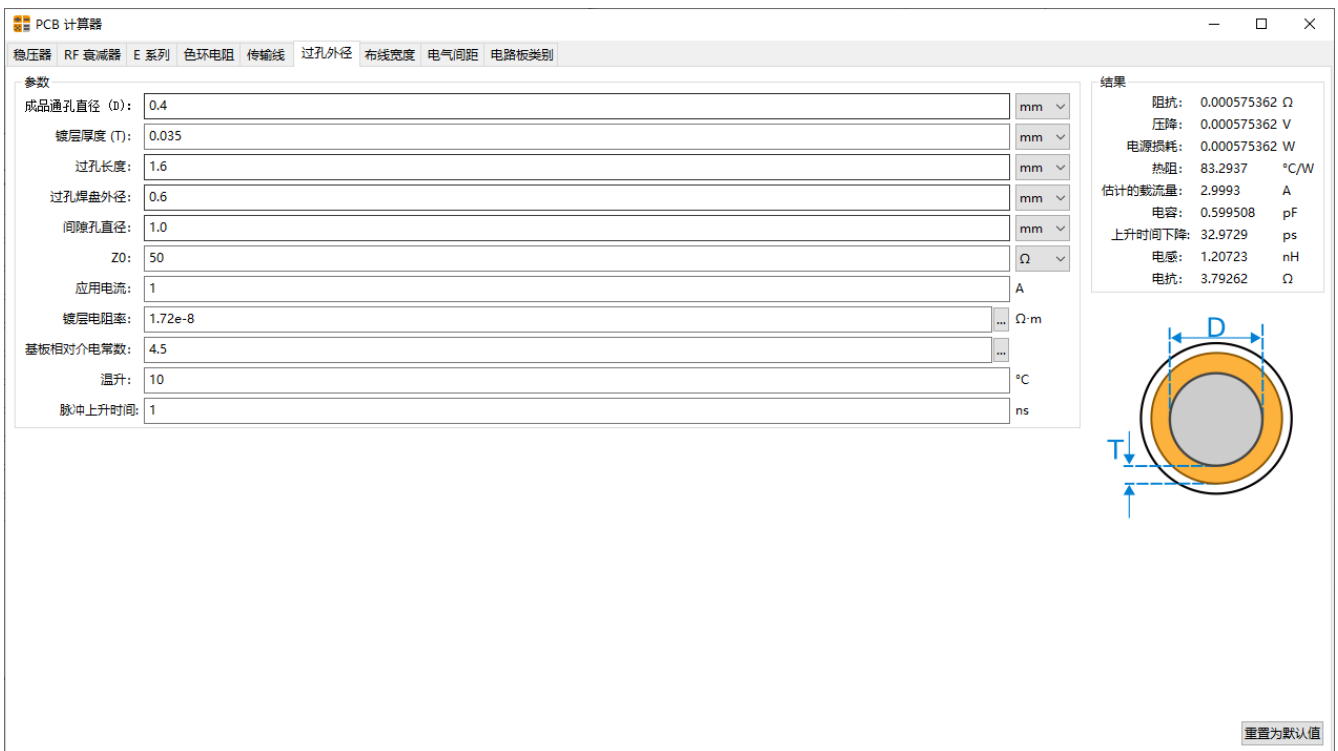 PCB 计算器
稳压器 RF 衰减器 E 系列 色环电阻 传输线 过孔外径 布线宽度 电气间距 电路板类别
参数
成品通孔直径 (D): 0.4 mm
镀层厚度 (T): 0.035 mm
过孔长度: 1.6 mm
过孔焊盘外径: 0.6 mm
间隙孔直径: 1.0 mm
Z0: 50 Ω
应用电流: 1 A
镀层电阻率: 1.72e-8 ... Ω·m
基板相对介电常数: 4.5 ...
温升: 10 °C
脉冲上升时间: 1 ns
结果
阻抗: 0.000575362 Ω
压降: 0.000575362 V
电源损耗: 0.000575362 W
热阻: 83.2937 °C/W
估计的载流量: 2.9993 A
电容: 0.599508 pF
上升时间下降: 32.9729 ps
电感: 1.20723 nH
电抗: 3.79262 Ω
D
T
重置为默认值